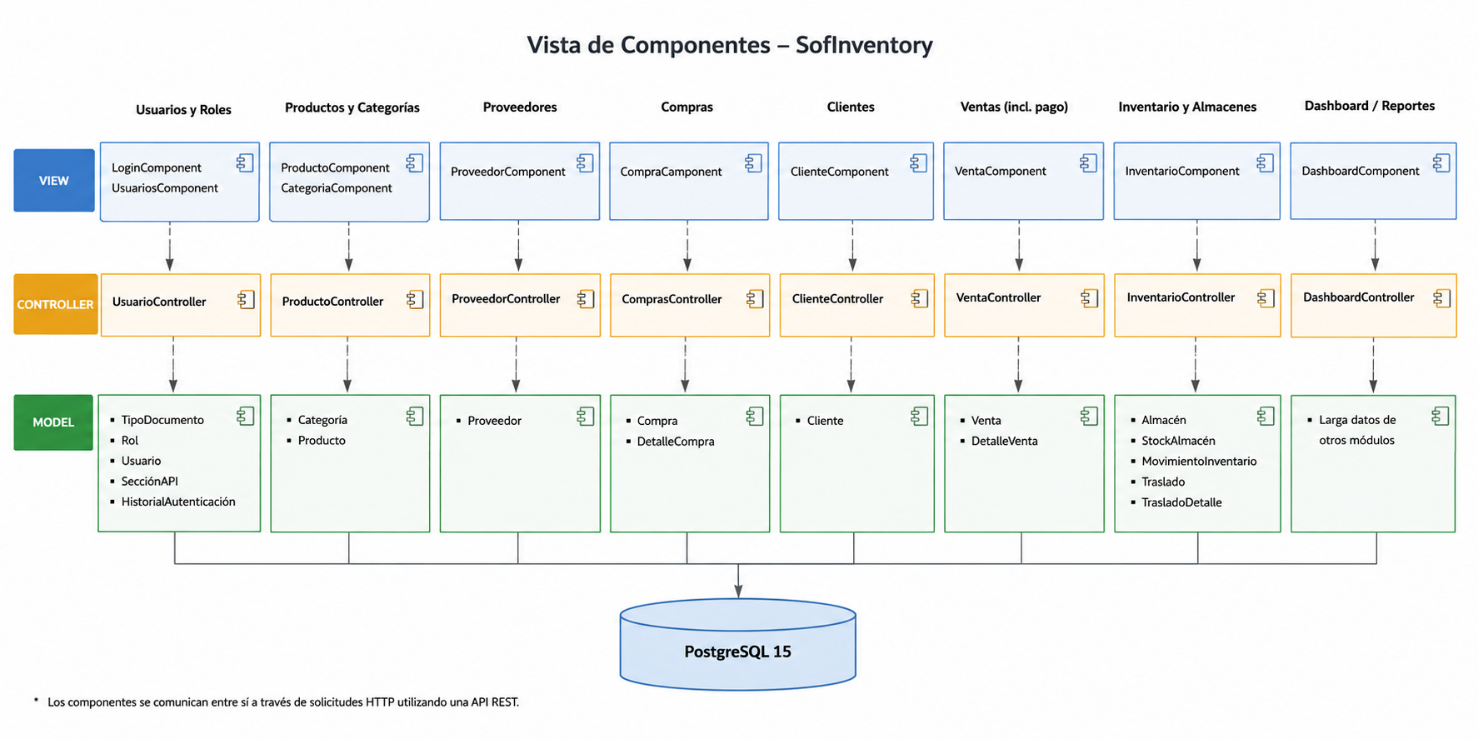 Vista de Componentes – SofInventory
Usuarios y Roles
Productos y Categorías
Proveedores
Compras
Clientes
Ventas (incl. pago)
Inventario y Almacenes
Dashboard / Reportes
VIEW
LoginComponent
UsuariosComponent
ProductoComponent
CategoriaComponent
ProveedorComponent
CompraCamponent
ClienteComponent
VentaComponent
InventarioComponent
DashboardComponent
CONTROLLER
UsuarioController
ProductoController
ProveedorController
ComprasController
ClienteController
VentaController
InventarioController
DashboardController
MODEL
▪ TipoDocumento
▪ Rol
▪ Usuario
▪ SecciónAPI
▪ HistorialAutenticación
▪ Categoría
▪ Producto
▪ Proveedor
▪ Compra
▪ DetalleCompra
▪ Cliente
▪ Venta
▪ DetalleVenta
▪ Almacén
▪ StockAlmacén
▪ MovimientoInventario
▪ Traslado
▪ TrasladoDetalle
▪ Larga datos de
otros módulos
PostgreSQL 15
* Los componentes se comunican entre sí a través de solicitudes HTTP utilizando una API REST.